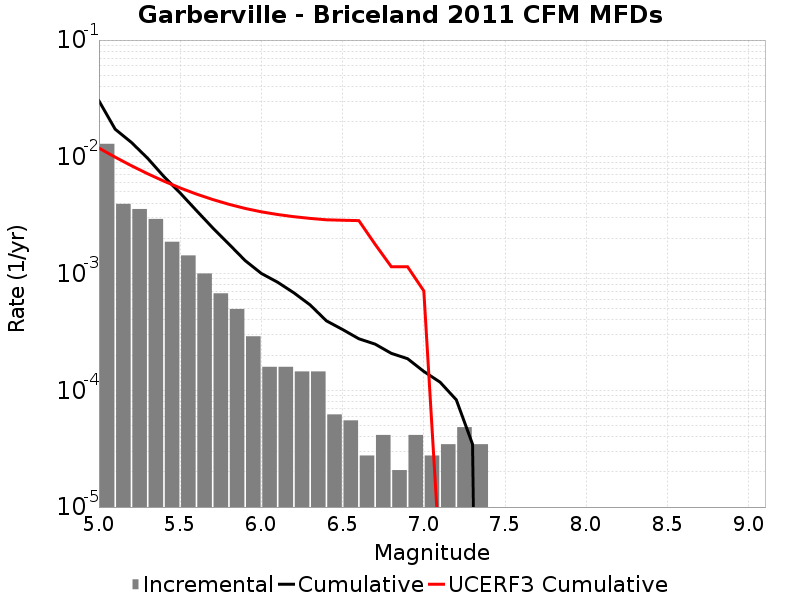 Garberville - Briceland 2011 CFM MFDs
10-1
10-2
10-3
10-4
10-5
Rate (1/yr)
5.0 5.5 6.0 6.5 7.0 7.5 8.0 8.5 9.0
Magnitude
Incremental Cumulative UCERF3 Cumulative